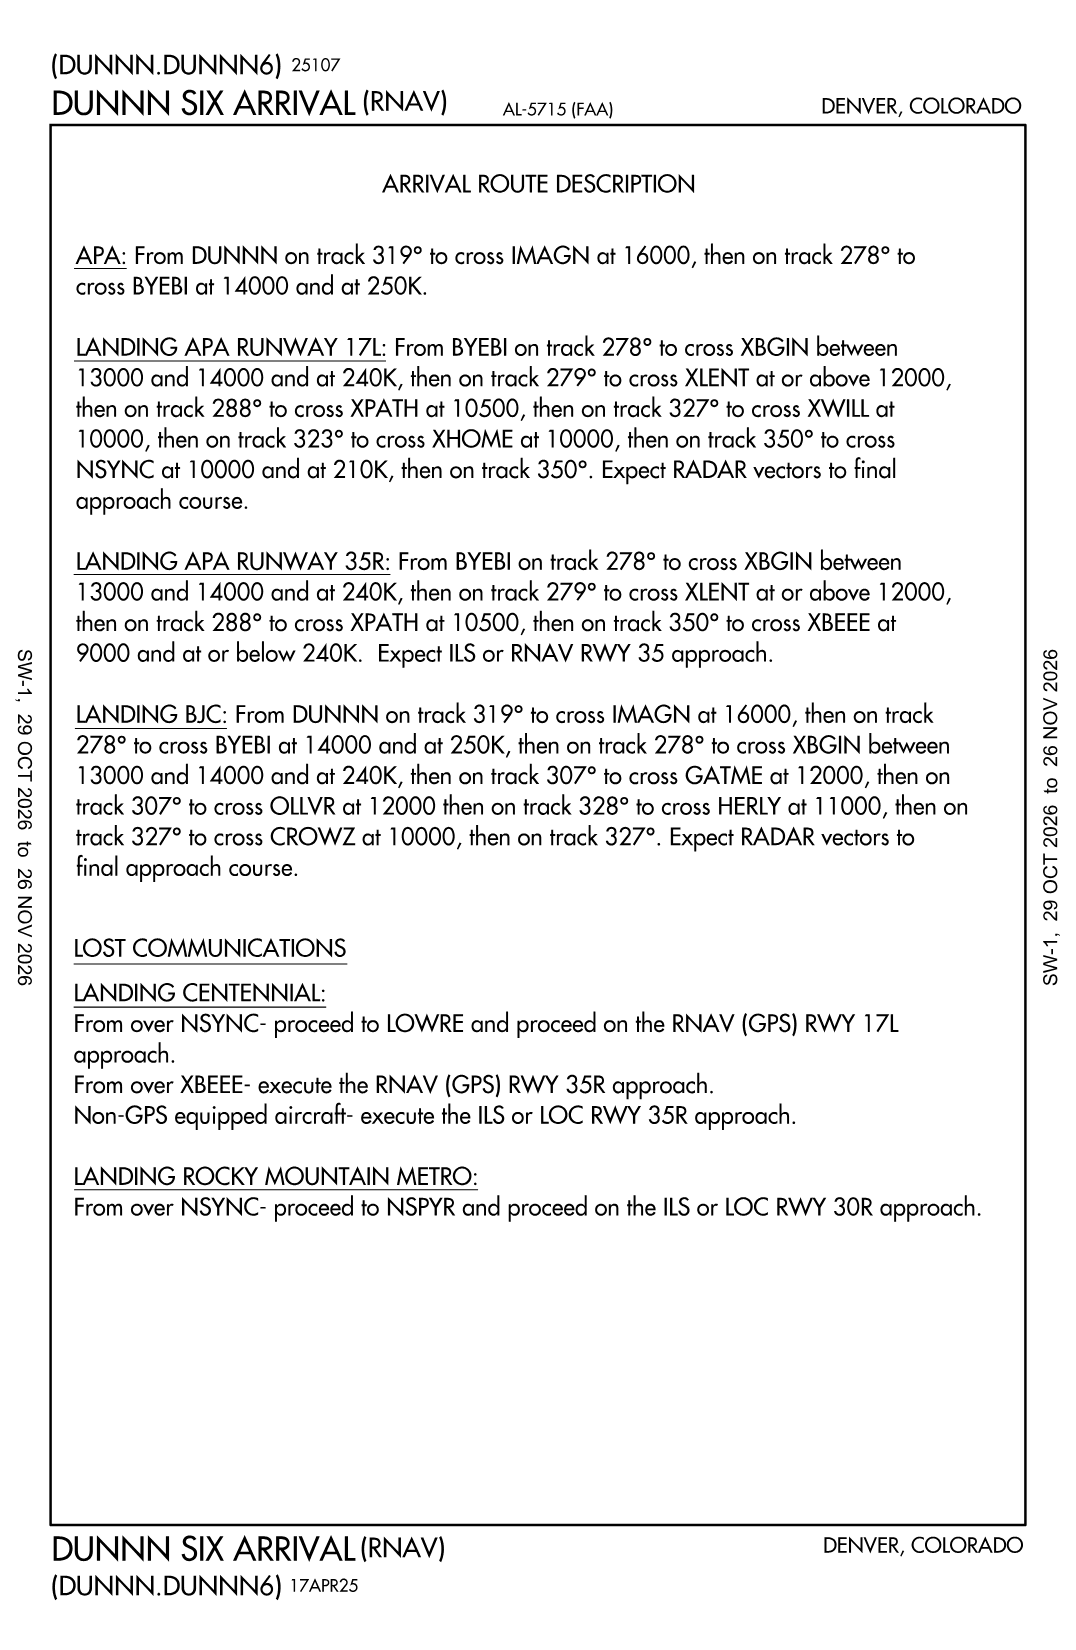 (DUNNN.DUNNN6) 25107
DUNNN SIX ARRIVAL (RNAV) AL-5715 (FAA) DENVER, COLORADO
ARRIVAL ROUTE DESCRIPTION
APA: From DUNNN on track 319° to cross IMAGN at 16000, then on track 278° to
cross BYEBI at 14000 and at 250K.
LANDING APA RUNWAY 17L: From BYEBI on track 278° to cross XBGIN between
13000 and 14000 and at 240K, then on track 279° to cross XLENT at or above 12000,
then on track 288° to cross XPATH at 10500, then on track 327° to cross XWILL at
10000, then on track 323° to cross XHOME at 10000, then on track 350° to cross
NSYNC at 10000 and at 210K, then on track 350°. Expect RADAR vectors to final
approach course.
LANDING APA RUNWAY 35R: From BYEBI on track 278° to cross XBGIN between
13000 and 14000 and at 240K, then on track 279° to cross XLENT at or above 12000,
then on track 288° to cross XPATH at 10500, then on track 350° to cross XBEEE at
9000 and at or below 240K. Expect ILS or RNAV RWY 35 approach.
LANDING BJC: From DUNNN on track 319° to cross IMAGN at 16000, then on track
278° to cross BYEBI at 14000 and at 250K, then on track 278° to cross XBGIN between
13000 and 14000 and at 240K, then on track 307° to cross GATME at 12000, then on
track 307° to cross OLLVR at 12000 then on track 328° to cross HERLY at 11000, then on
track 327° to cross CROWZ at 10000, then on track 327°. Expect RADAR vectors to
final approach course.
LOST COMMUNICATIONS
LANDING CENTENNIAL:
From over NSYNC- proceed to LOWRE and proceed on the RNAV (GPS) RWY 17L
approach.
From over XBEEE- execute the RNAV (GPS) RWY 35R approach.
Non-GPS equipped aircraft- execute the ILS or LOC RWY 35R approach.
LANDING ROCKY MOUNTAIN METRO:
From over NSYNC- proceed to NSPYR and proceed on the ILS or LOC RWY 30R approach.
SW-1, 29 OCT 2026 to 26 NOV 2026
SW-1, 29 OCT 2026 to 26 NOV 2026
DUNNN SIX ARRIVAL (RNAV) DENVER, COLORADO
(DUNNN.DUNNN6) 17APR25